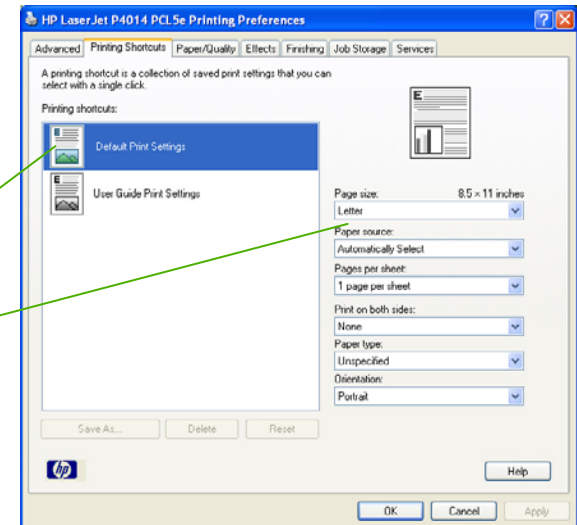 HP LaserJet P4014 PCL5e Printing Preferences
Advanced Printing Shortcuts Paper/Quality Effects Finishing Job Storage Services
A printing shortcut is a collection of saved print settings that you can
select with a single click.
Printing shortcuts:
E
Default Print Settings
E
User Guide Print Settings
E
Page size: 8.5 × 11 inches
Letter
Paper source:
Automatically Select
Pages per sheet:
1 page per sheet
Print on both sides:
None
Paper type:
Unspecified
Orientation:
Portrait
Save As... Delete Reset
hp
Help
OK Cancel Apply